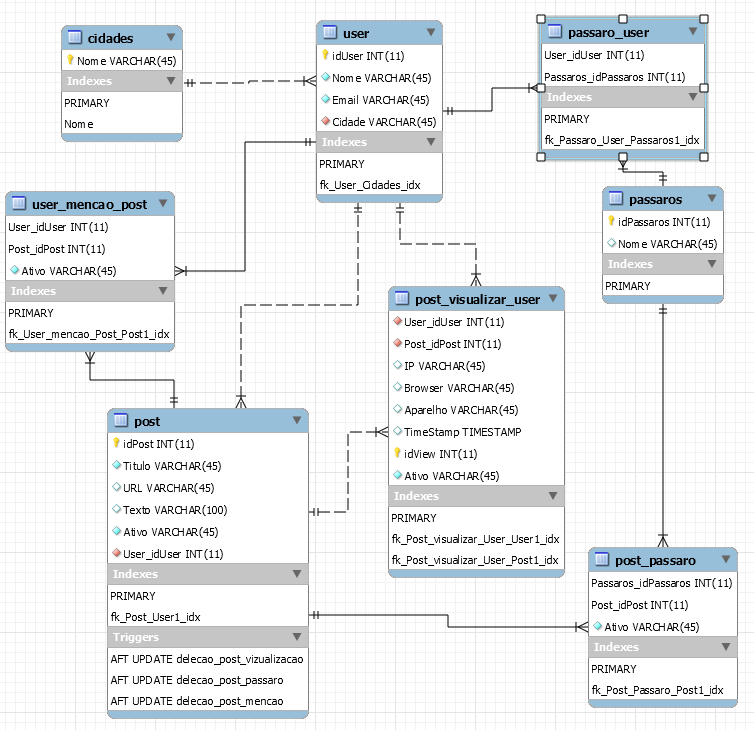 cidades
Nome VARCHAR(45)
Indexes
PRIMARY
Nome
user
idUser INT(11)
Nome VARCHAR(45)
Email VARCHAR(45)
Cidade VARCHAR(45)
Indexes
PRIMARY
fk_User_Cidades_idx
passaro_user
User_idUser INT(11)
Passaros_idPassaros INT(11)
Indexes
PRIMARY
fk_Passaro_User_Passaros1_idx
user_mencao_post
User_idUser INT(11)
Post_idPost INT(11)
Ativo VARCHAR(45)
Indexes
PRIMARY
fk_User_mencao_Post_Post1_idx
passaros
idPassaros INT(11)
Nome VARCHAR(45)
Indexes
PRIMARY
post_visualizar_user
User_idUser INT(11)
Post_idPost INT(11)
IP VARCHAR(45)
Browser VARCHAR(45)
Aparelho VARCHAR(45)
TimeStamp TIMESTAMP
idView INT(11)
Ativo VARCHAR(45)
Indexes
PRIMARY
fk_Post_visualizar_User_User1_idx
fk_Post_visualizar_User_Post1_idx
post
idPost INT(11)
Titulo VARCHAR(45)
URL VARCHAR(45)
Texto VARCHAR(100)
Ativo VARCHAR(45)
User_idUser INT(11)
Indexes
PRIMARY
fk_Post_User1_idx
Triggers
AFT UPDATE delecao_post_vizualizacao
AFT UPDATE delecao_post_passaro
AFT UPDATE delecao_post_mencao
post_passaro
Passaros_idPassaros INT(11)
Post_idPost INT(11)
Ativo VARCHAR(45)
Indexes
PRIMARY
fk_Post_Passaro_Post1_idx